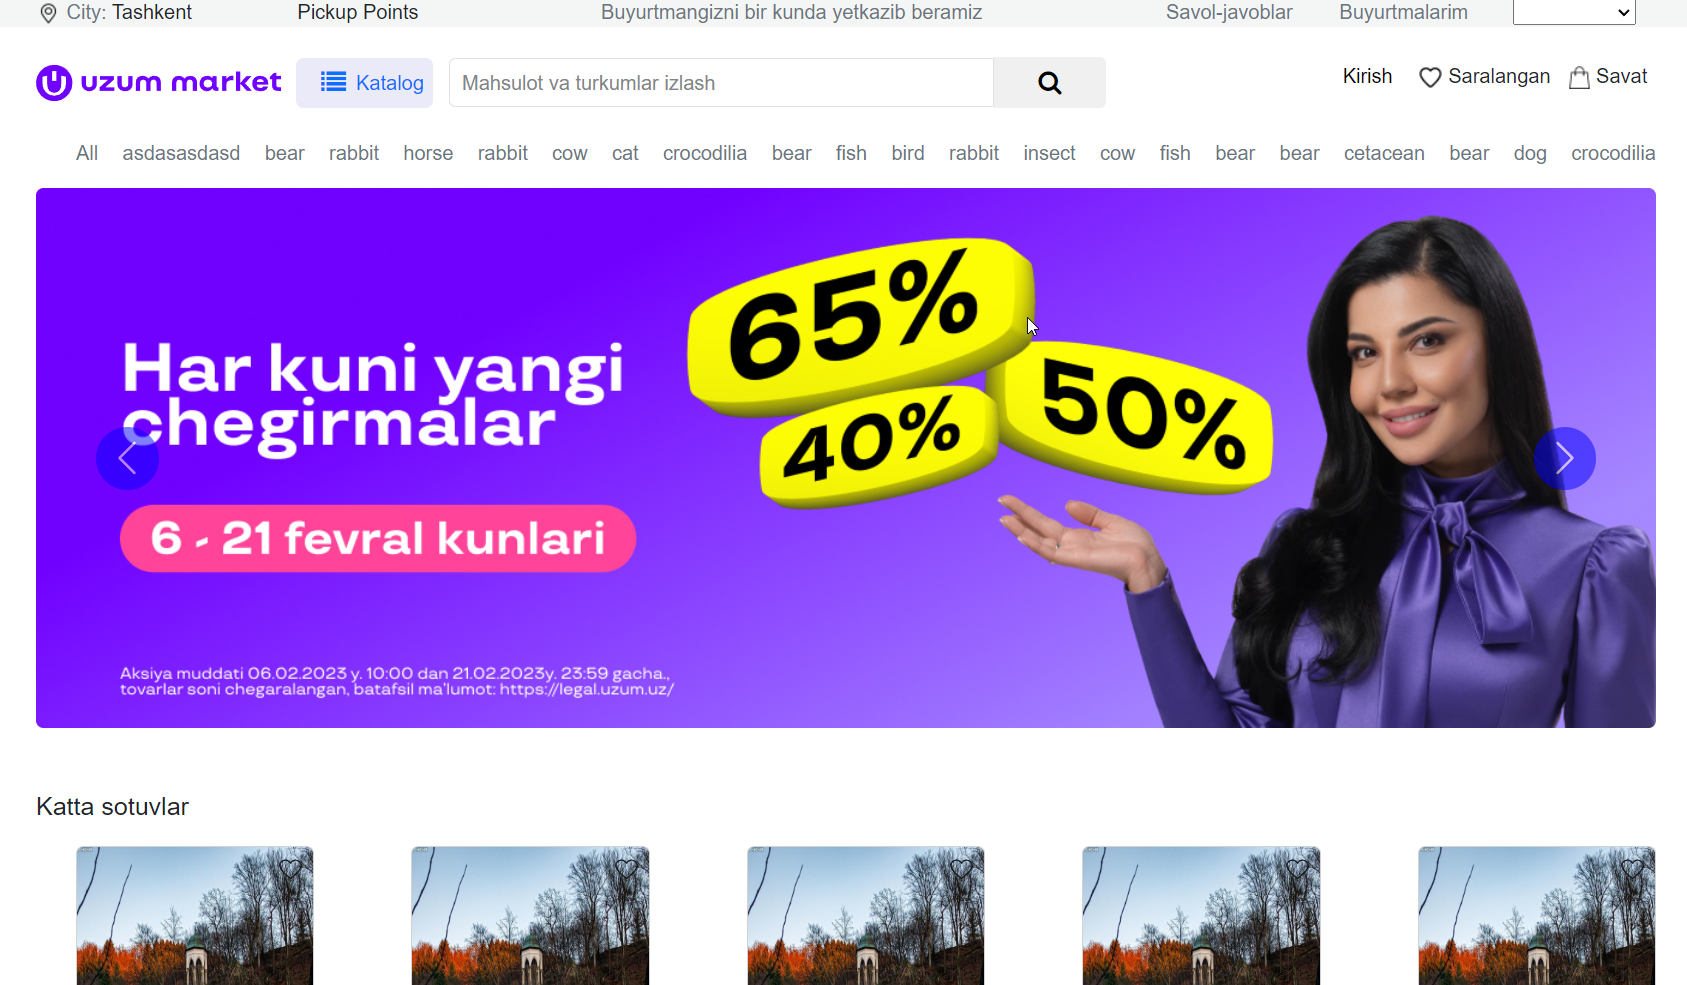 City: Tashkent Pickup Points Buyurtmangizni bir kunda yetkazib beramiz Savol-javoblar Buyurtmalarim
uzum market Katalog Mahsulot va turkumlar izlash Kirish Saralangan Savat
All asdasasdasd bear rabbit horse rabbit cow cat crocodilia bear fish bird rabbit insect cow fish bear bear cetacean bear dog crocodilia
65%
50%
40%
Har kuni yangi
chegirmalar
6 - 21 fevral kunlari
Aksiya muddati 06.02.2023 y. 10:00 dan 21.02.2023y. 23:59 gacha.,
tovarlar soni chegaralangan, batafsil ma'lumot: https://legal.uzum.uz/
Katta sotuvlar